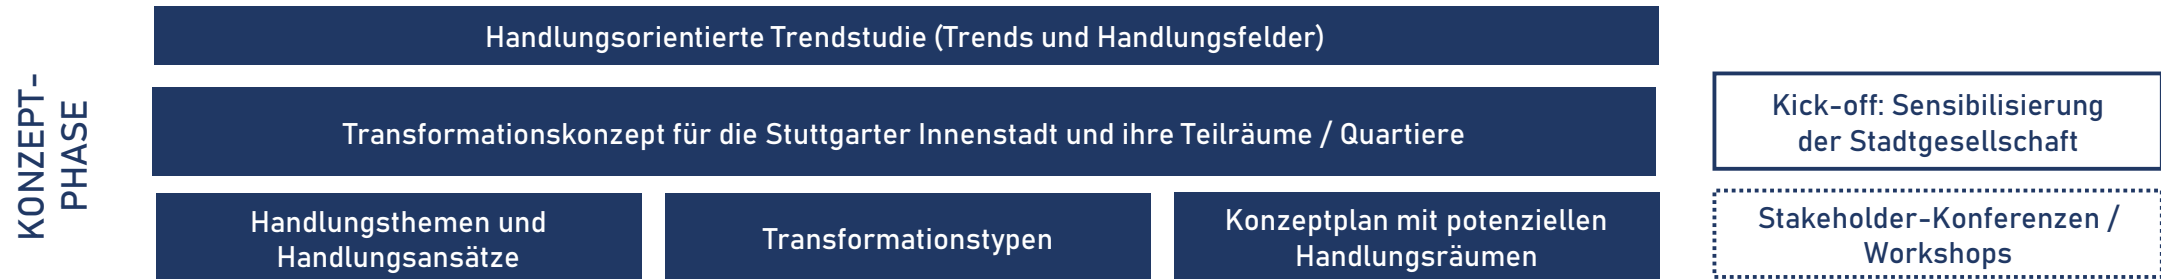 KONZEPT-
PHASE
Handlungsorientierte Trendstudie (Trends und Handlungsfelder)
Transformationskonzept für die Stuttgarter Innenstadt und ihre Teilräume / Quartiere
Handlungsthemen und
Handlungsansätze
Transformationstypen
Konzeptplan mit potenziellen
Handlungsräumen
Kick-off: Sensibilisierung
der Stadtgesellschaft
Stakeholder-Konferenzen /
Workshops